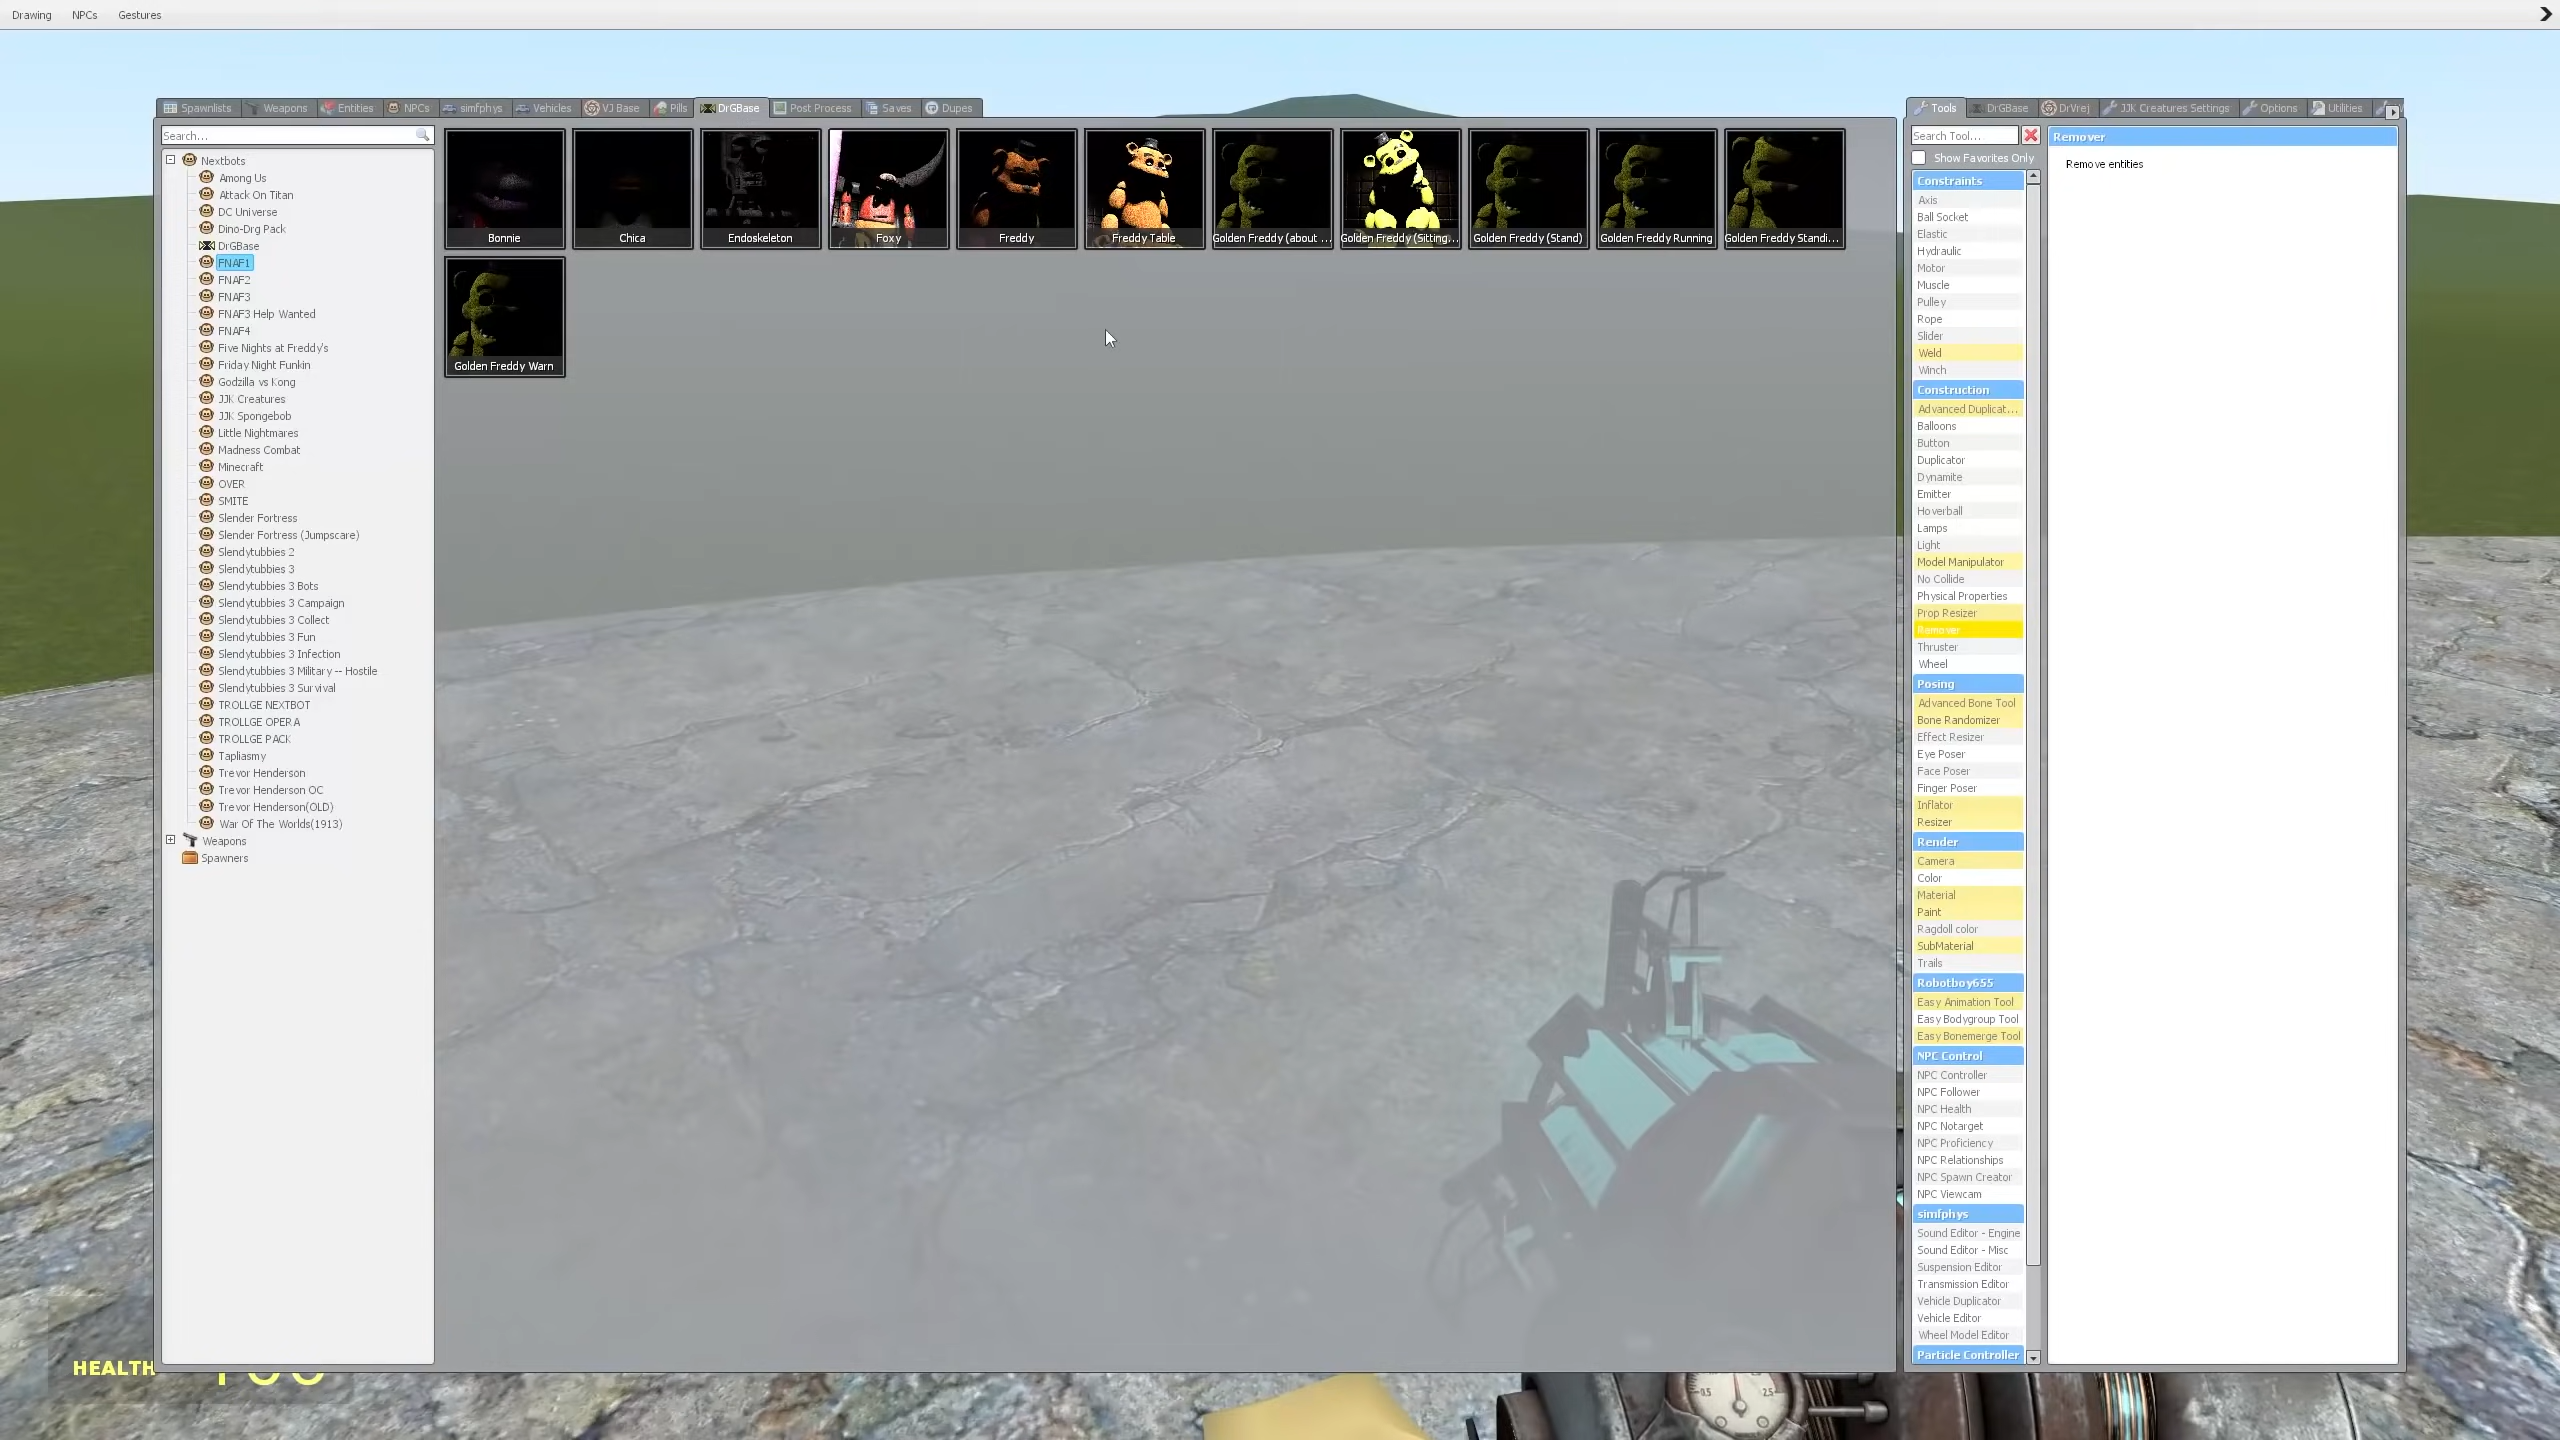 Drawing NPCs Gestures
Spawnlists Weapons Entities NPCs simfphys Vehicles VJ Base Pills DrGBase Post Process Saves Dupes
Search...
Nextbots
Among Us
Attack On Titan
DC Universe
Dino-Drg Pack
DrGBase
FNAF1
FNAF2
FNAF3
FNAF3 Help Wanted
FNAF4
Five Nights at Freddy's
Friday Night Funkin
Godzilla vs Kong
JJK Creatures
JJK Spongebob
Little Nightmares
Madness Combat
Minecraft
OVER
SMITE
Slender Fortress
Slender Fortress (Jumpscare)
Slendytubbies 2
Slendytubbies 3
Slendytubbies 3 Bots
Slendytubbies 3 Campaign
Slendytubbies 3 Collect
Slendytubbies 3 Fun
Slendytubbies 3 Infection
Slendytubbies 3 Military -- Hostile
Slendytubbies 3 Survival
TROLLGE NEXTBOT
TROLLGE OPERA
TROLLGE PACK
Tapliasmy
Trevor Henderson
Trevor Henderson OC
Trevor Henderson(OLD)
War Of The Worlds(1913)
Weapons
Spawners
Bonnie Chica Endoskeleton Foxy Freddy Freddy Table Golden Freddy (about ... Golden Freddy (Sitting... Golden Freddy (Stand) Golden Freddy Running Golden Freddy Standi...
Golden Freddy Warn
Tools DrGBase DrVrej JJK Creatures Settings Options Utilities
Search Tool...
Show Favorites Only
Constraints
Axis
Ball Socket
Elastic
Hydraulic
Motor
Muscle
Pulley
Rope
Slider
Weld
Winch
Construction
Advanced Duplicat...
Balloons
Button
Duplicator
Dynamite
Emitter
Hoverball
Lamps
Light
Model Manipulator
No Collide
Physical Properties
Prop Resizer
Remover
Thruster
Wheel
Posing
Advanced Bone Tool
Bone Randomizer
Effect Resizer
Eye Poser
Face Poser
Finger Poser
Inflator
Resizer
Render
Camera
Color
Material
Paint
Ragdoll color
SubMaterial
Trails
Robotboy655
Easy Animation Tool
Easy Bodygroup Tool
Easy Bonemerge Tool
NPC Control
NPC Controller
NPC Follower
NPC Health
NPC Notarget
NPC Proficiency
NPC Relationships
NPC Spawn Creator
NPC Viewcam
simfphys
Sound Editor - Engine
Sound Editor - Misc
Suspension Editor
Transmission Editor
Vehicle Duplicator
Vehicle Editor
Wheel Model Editor
Particle Controller
Remover
Remove entities
HEALTH
0.5 2.5